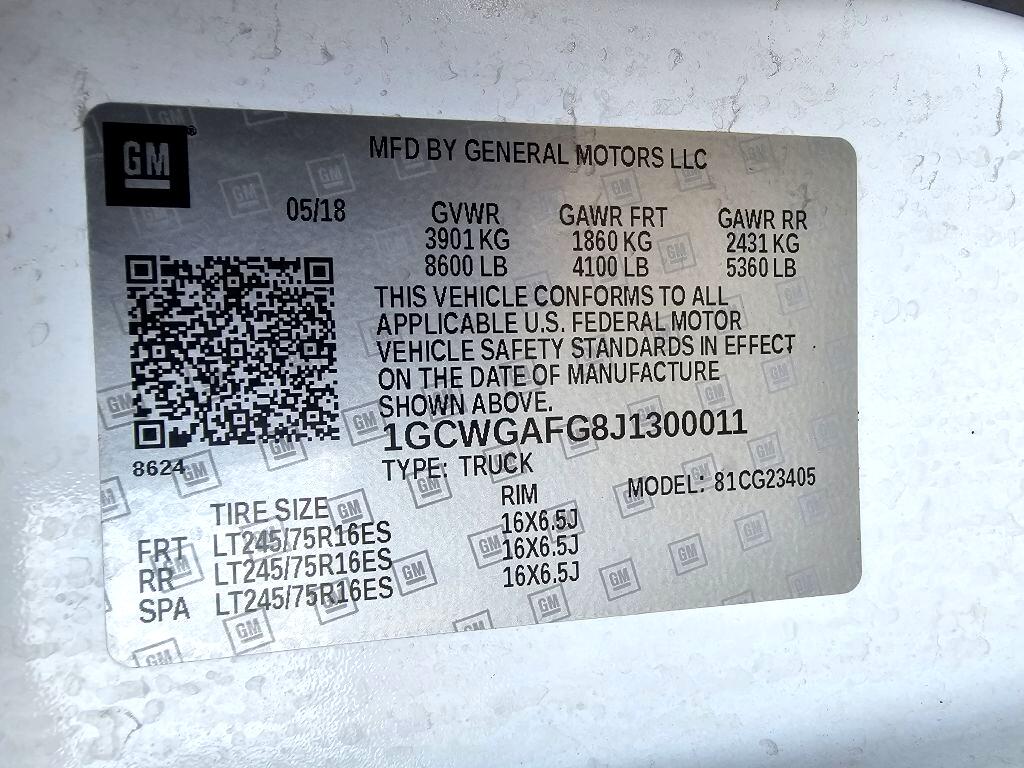 GM
MFD BY GENERAL MOTORS LLC
05/18 GVWR GAWR FRT GAWR RR
3901 KG 1860 KG 2431 KG
8600 LB 4100 LB 5360 LB
THIS VEHICLE CONFORMS TO ALL
APPLICABLE U.S. FEDERAL MOTOR
VEHICLE SAFETY STANDARDS IN EFFECT
ON THE DATE OF MANUFACTURE
SHOWN ABOVE.
1GCWGAFG8J1300011
8624
TYPE: TRUCK MODEL: 81CG23405
TIRE SIZE RIM
FRT LT245/75R16ES 16X6.5J
RR LT245/75R16ES 16X6.5J
SPA LT245/75R16ES 16X6.5J